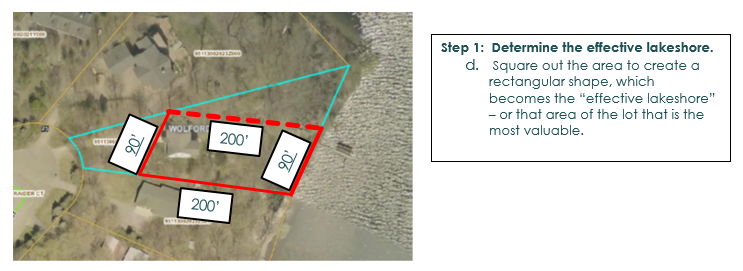 Step 1:  Determine the effective lakeshore.
d. Square out the area to create a
rectangular shape, which
becomes the “effective lakeshore”
– or that area of the lot that is the
most valuable.
WOLFORD
90'
200'
90'
200'